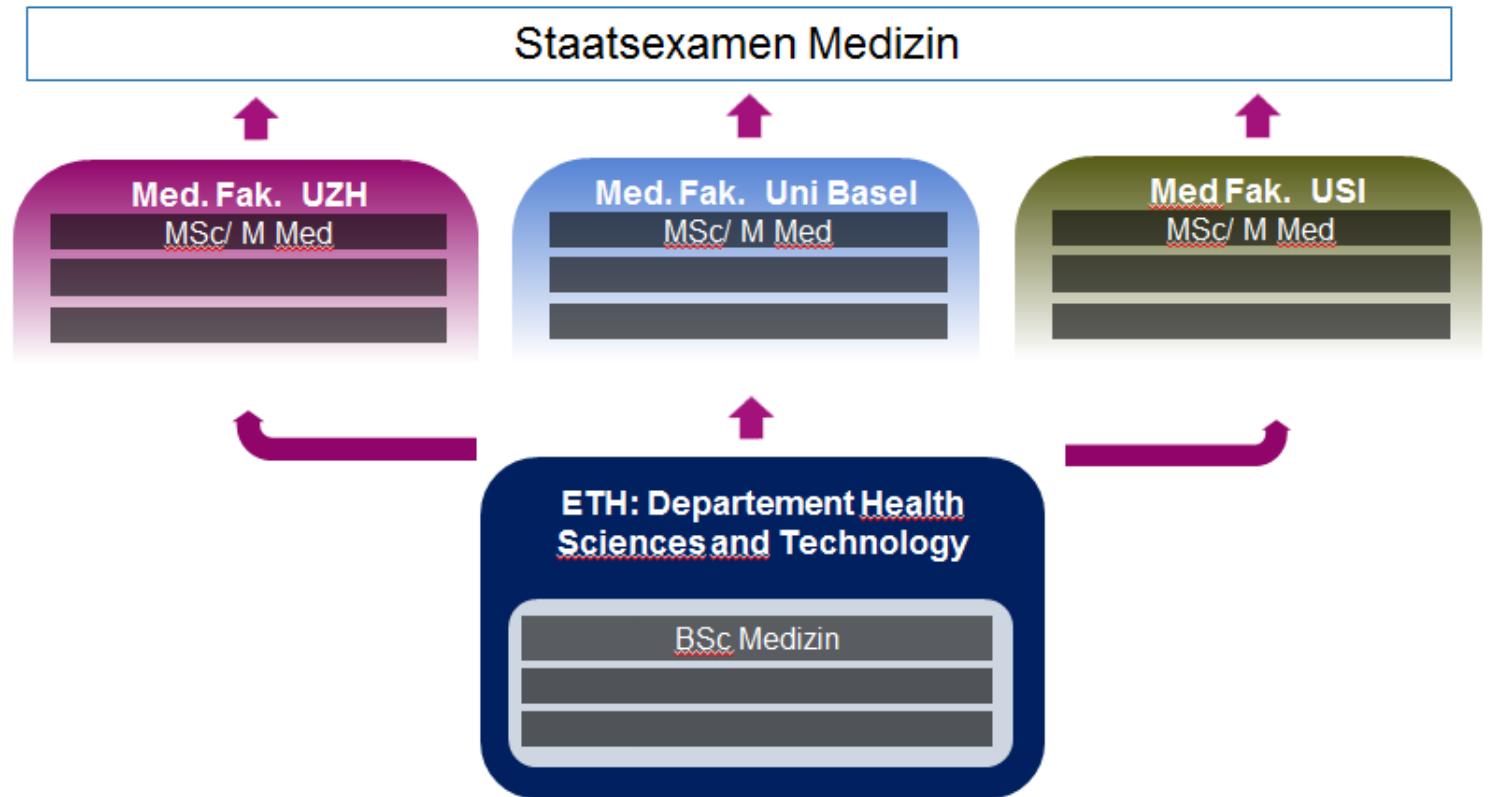 Staatsexamen Medizin
Med. Fak. UZH
MSc/ M Med
Med. Fak. Uni Basel
MSc/ M Med
Med Fak. USI
MSc/ M Med
ETH: Departement Health
Sciences and Technology
BSc Medizin